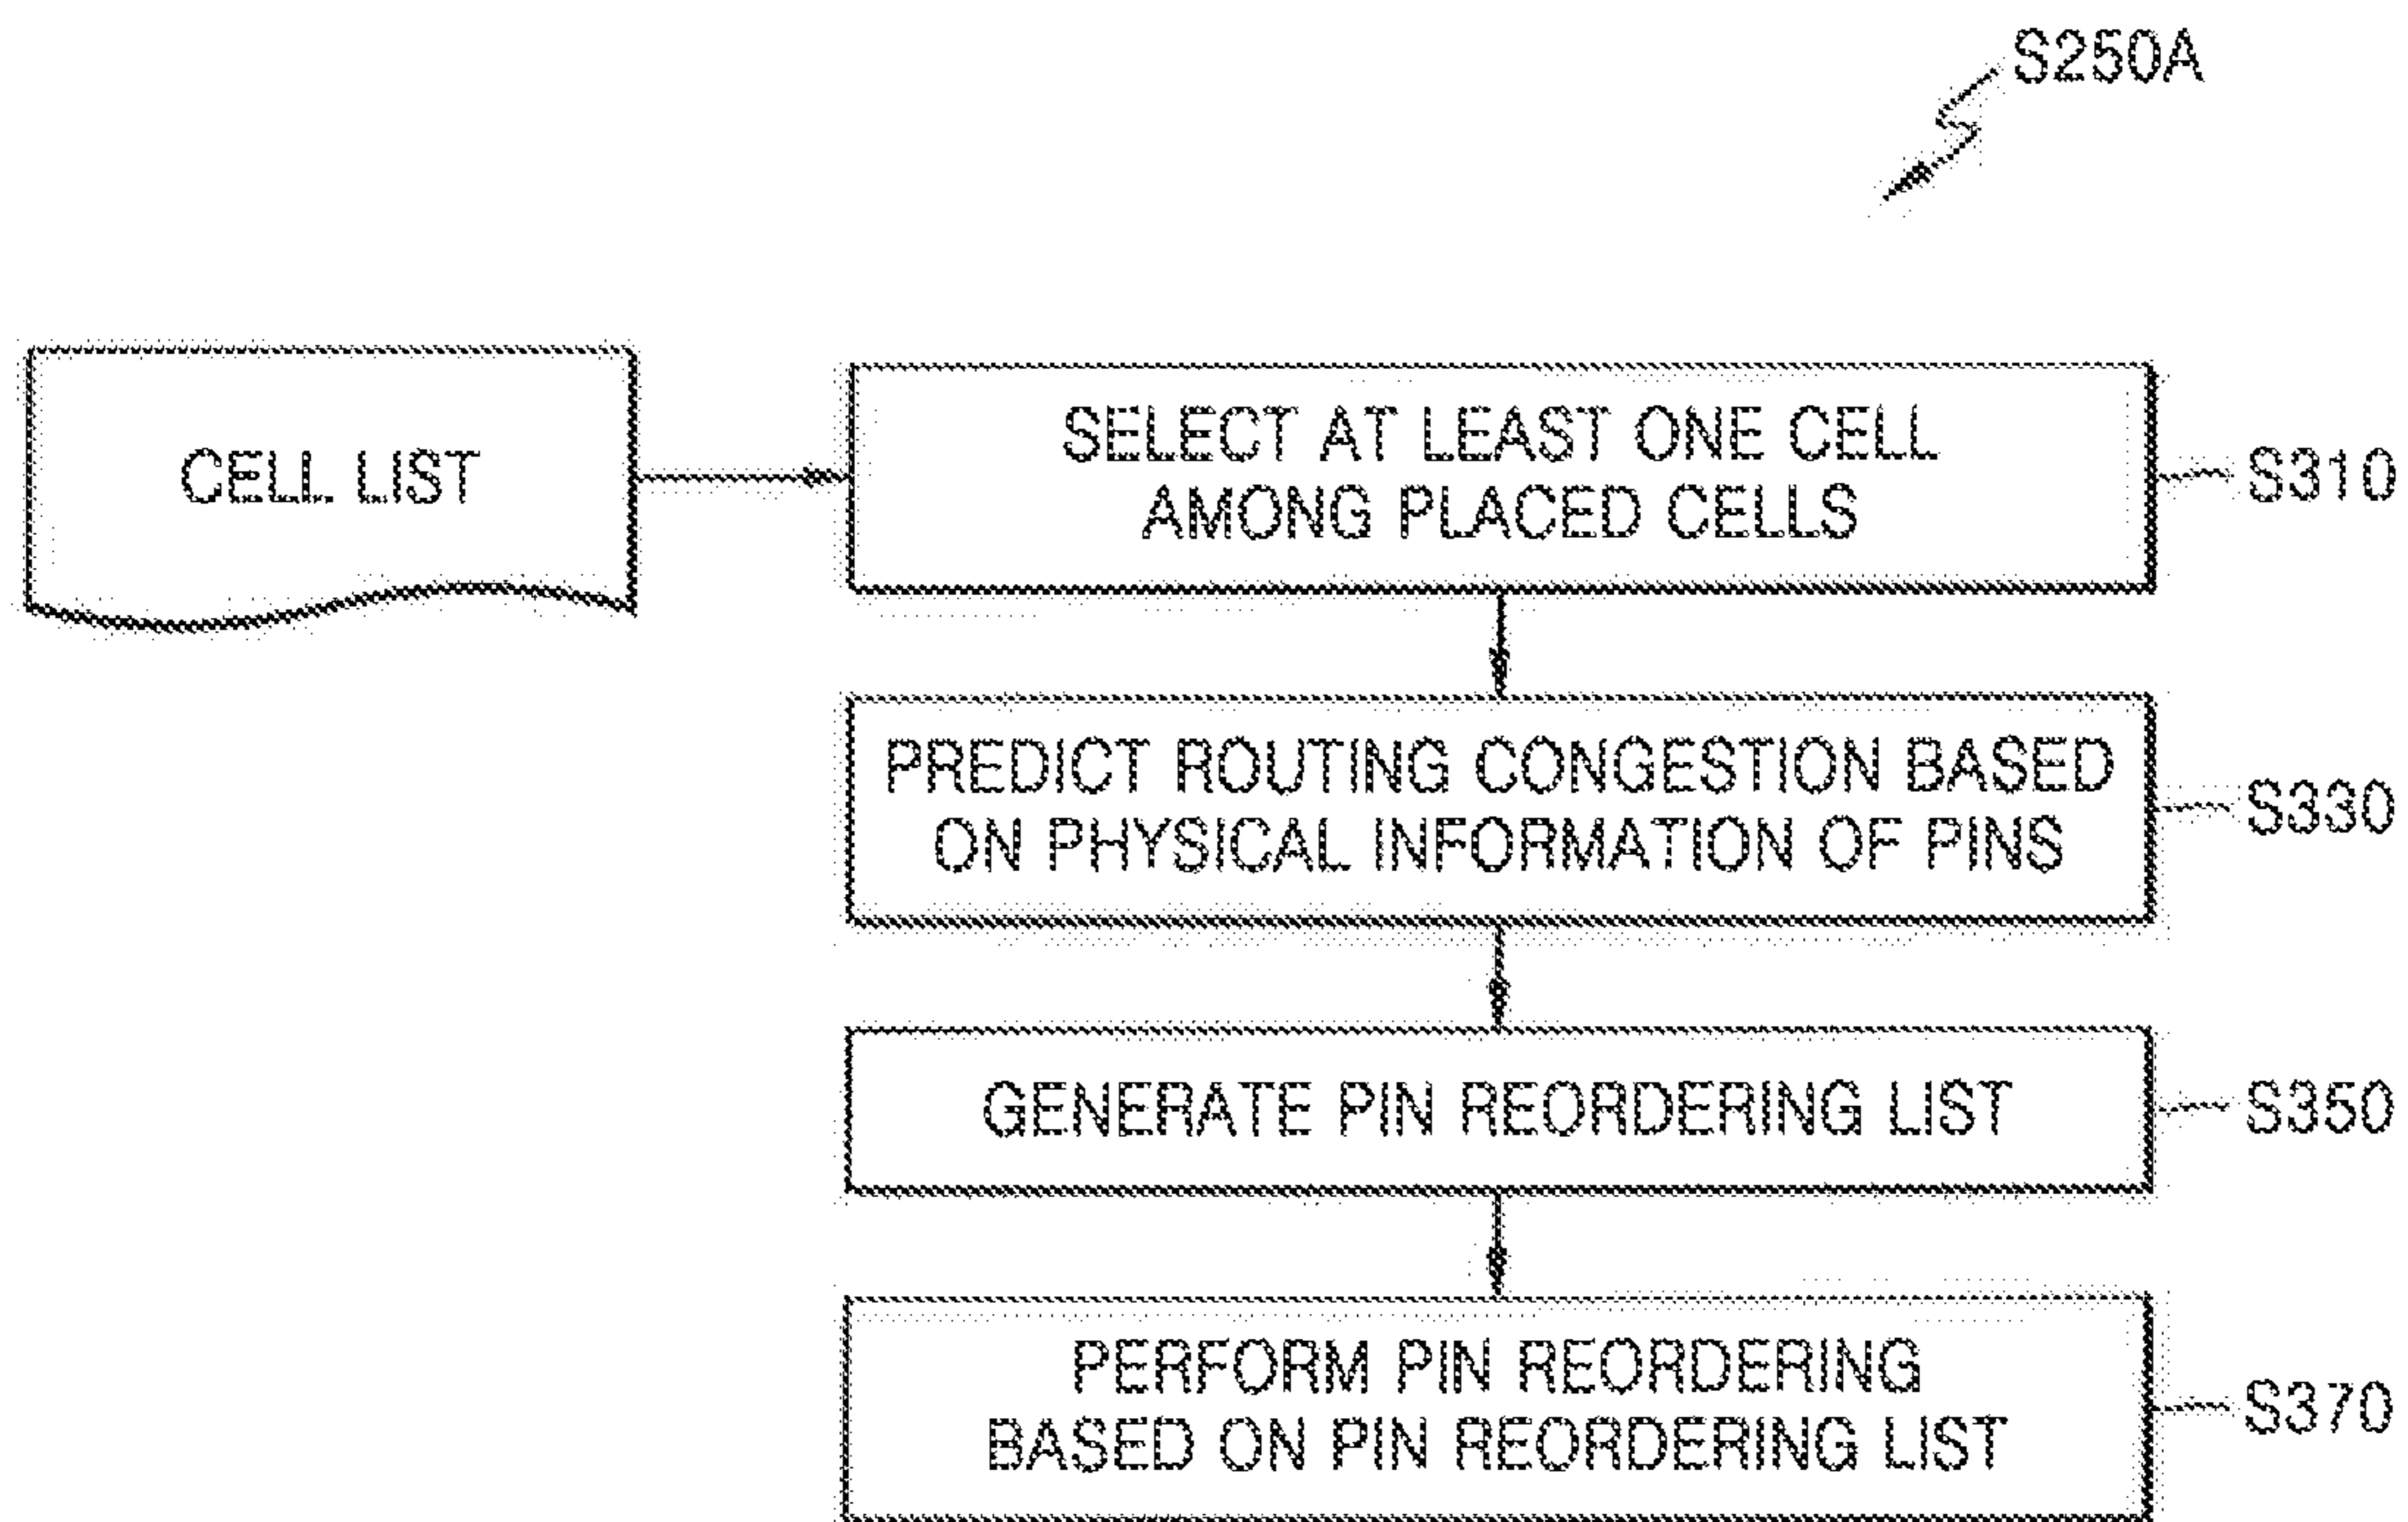 S250A
CELL LIST
SELECT AT LEAST ONE CELL
AMONG PLACED CELLS
S310
PREDICT ROUTING CONGESTION BASED
ON PHYSICAL INFORMATION OF PINS
S330
GENERATE PIN REORDERING LIST
S350
PERFORM PIN REORDERING
BASED ON PIN REORDERING LIST
S370